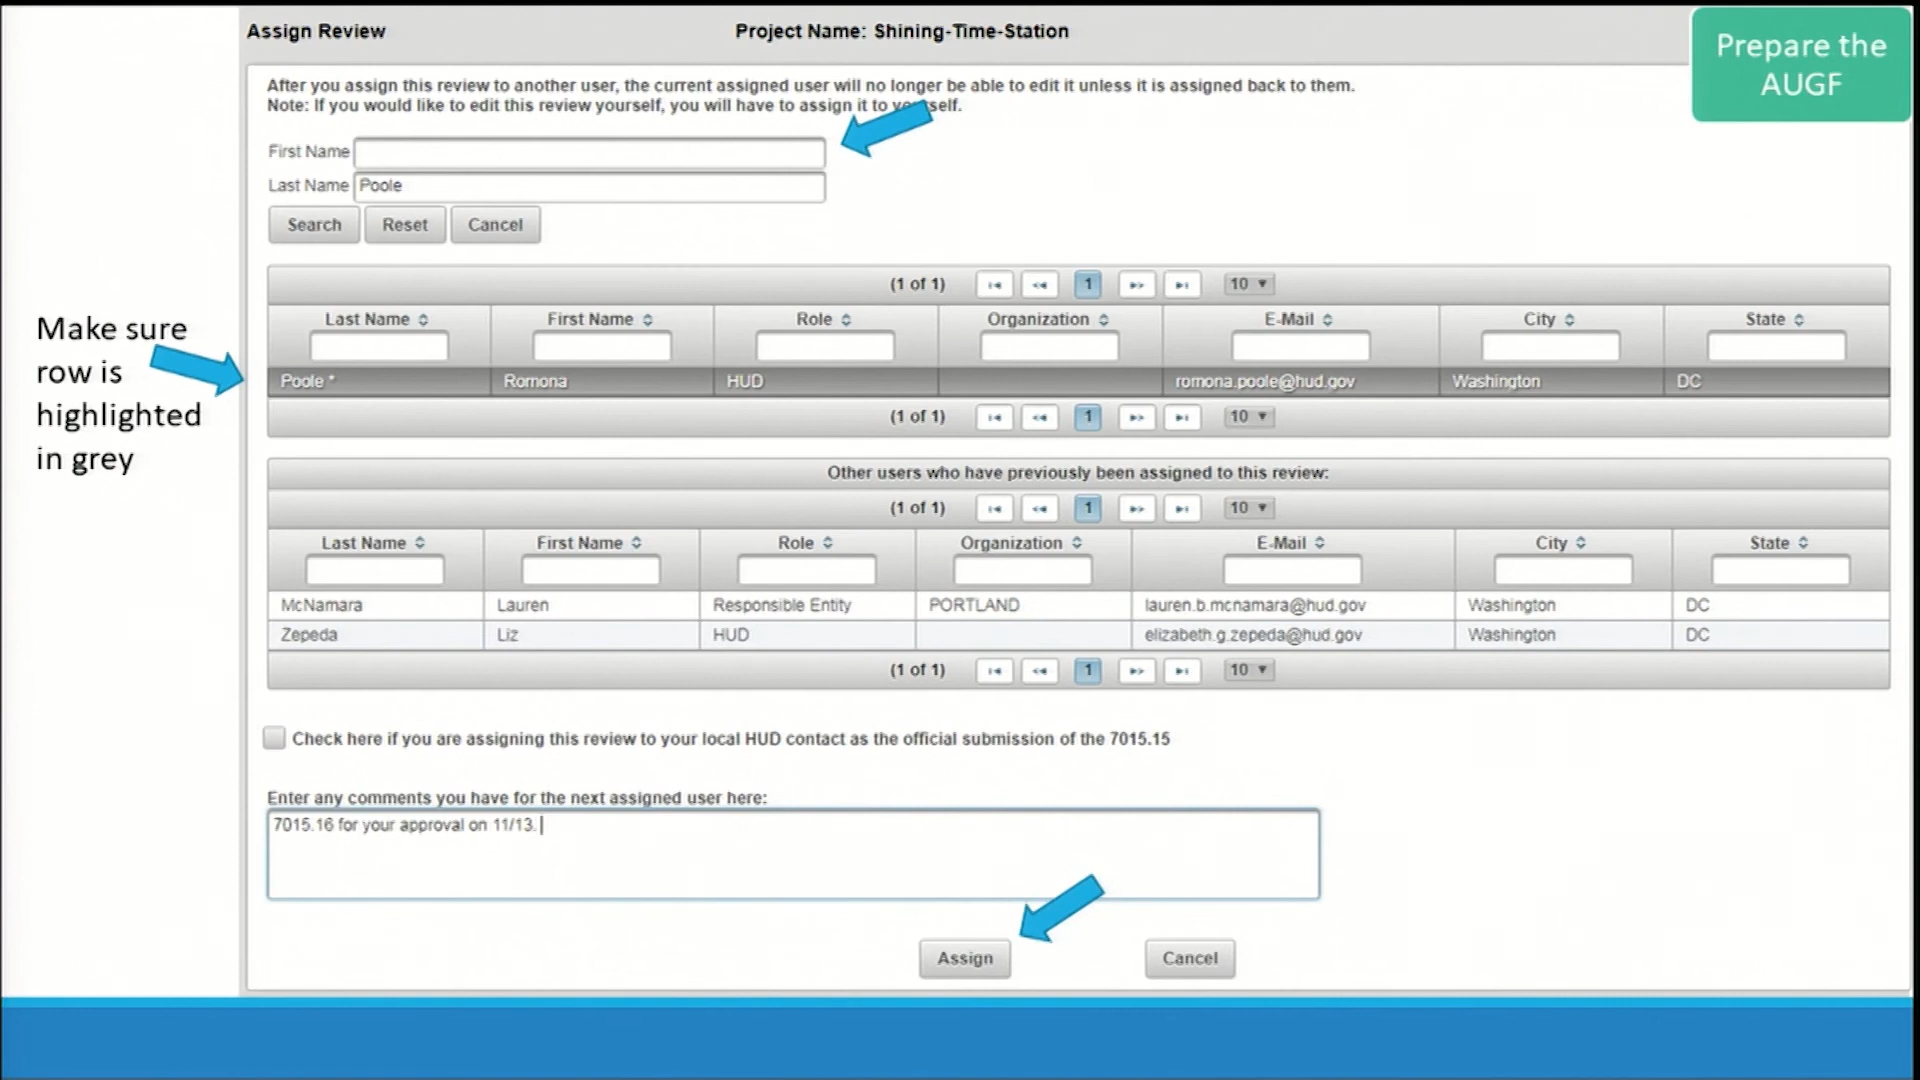 Assign Review
Project Name: Shining-Time-Station
Prepare the
AUGF
After you assign this review to another user, the current assigned user will no longer be able to edit it unless it is assigned back to them.
Note: If you would like to edit this review yourself, you will have to assign it to yourself.
First Name
Last Name Poole
Search Reset Cancel
Make sure
row is
highlighted
in grey
(1 of 1) 1 10
Last Name First Name Role Organization E-Mail City State
Poole * Romona HUD romona.poole@hud.gov Washington DC
(1 of 1) 1 10
Other users who have previously been assigned to this review:
(1 of 1) 1 10
Last Name First Name Role Organization E-Mail City State
McNamara Lauren Responsible Entity PORTLAND lauren.b.mcnamara@hud.gov Washington DC
Zepeda Liz HUD elizabeth.g.zepeda@hud.gov Washington DC
(1 of 1) 1 10
Check here if you are assigning this review to your local HUD contact as the official submission of the 7015.15
Enter any comments you have for the next assigned user here:
7015.16 for your approval on 11/13.
Assign Cancel